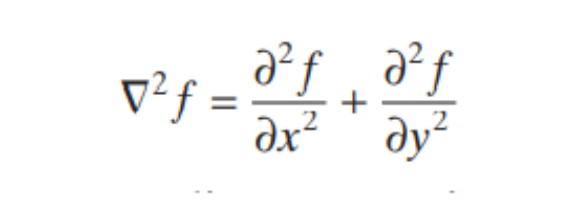 ∇²f = ∂²f/∂x² + ∂²f/∂y²